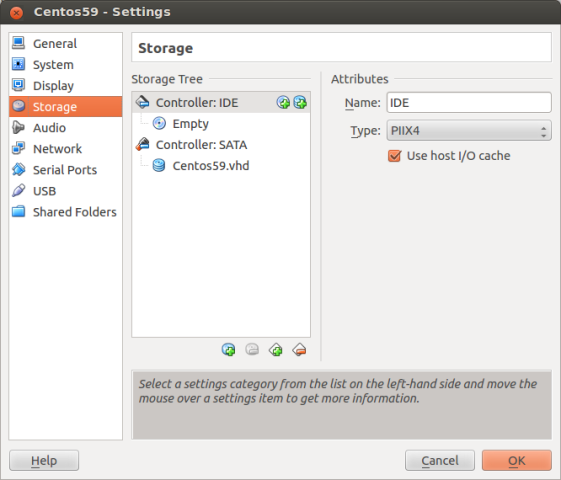 Centos59 - Settings
General
System
Display
Storage
Audio
Network
Serial Ports
USB
Shared Folders
Storage
Storage Tree
Controller: IDE
Empty
Controller: SATA
Centos59.vhd
Attributes
Name: IDE
Type: PIIX4
Use host I/O cache
Select a settings category from the list on the left-hand side and move the
mouse over a settings item to get more information.
Help
Cancel
OK